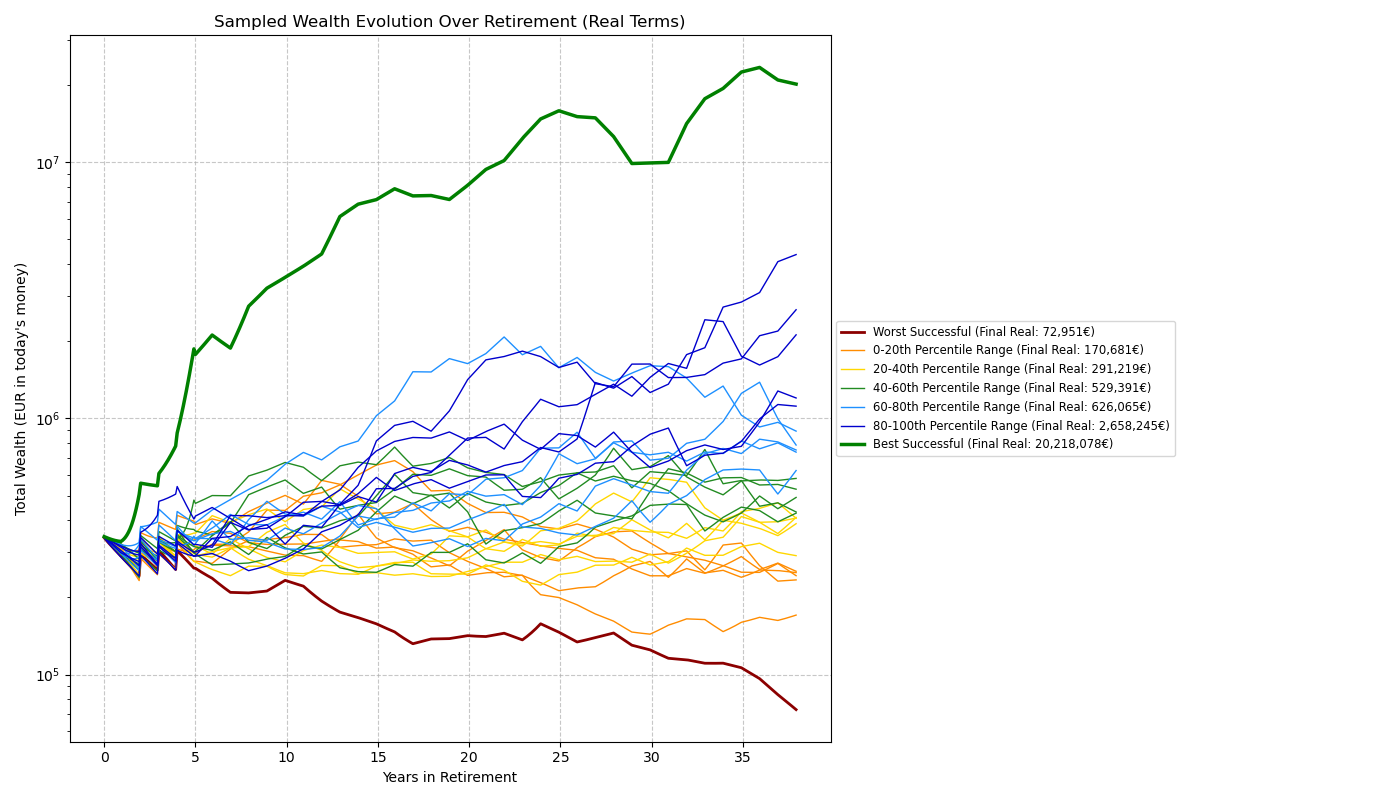 Sampled Wealth Evolution Over Retirement (Real Terms)
Total Wealth (EUR in today's money)
10⁷
10⁶
10⁵
0 5 10 15 20 25 30 35
Years in Retirement
Worst Successful (Final Real: 72,951€)
0-20th Percentile Range (Final Real: 170,681€)
20-40th Percentile Range (Final Real: 291,219€)
40-60th Percentile Range (Final Real: 529,391€)
60-80th Percentile Range (Final Real: 626,065€)
80-100th Percentile Range (Final Real: 2,658,245€)
Best Successful (Final Real: 20,218,078€)